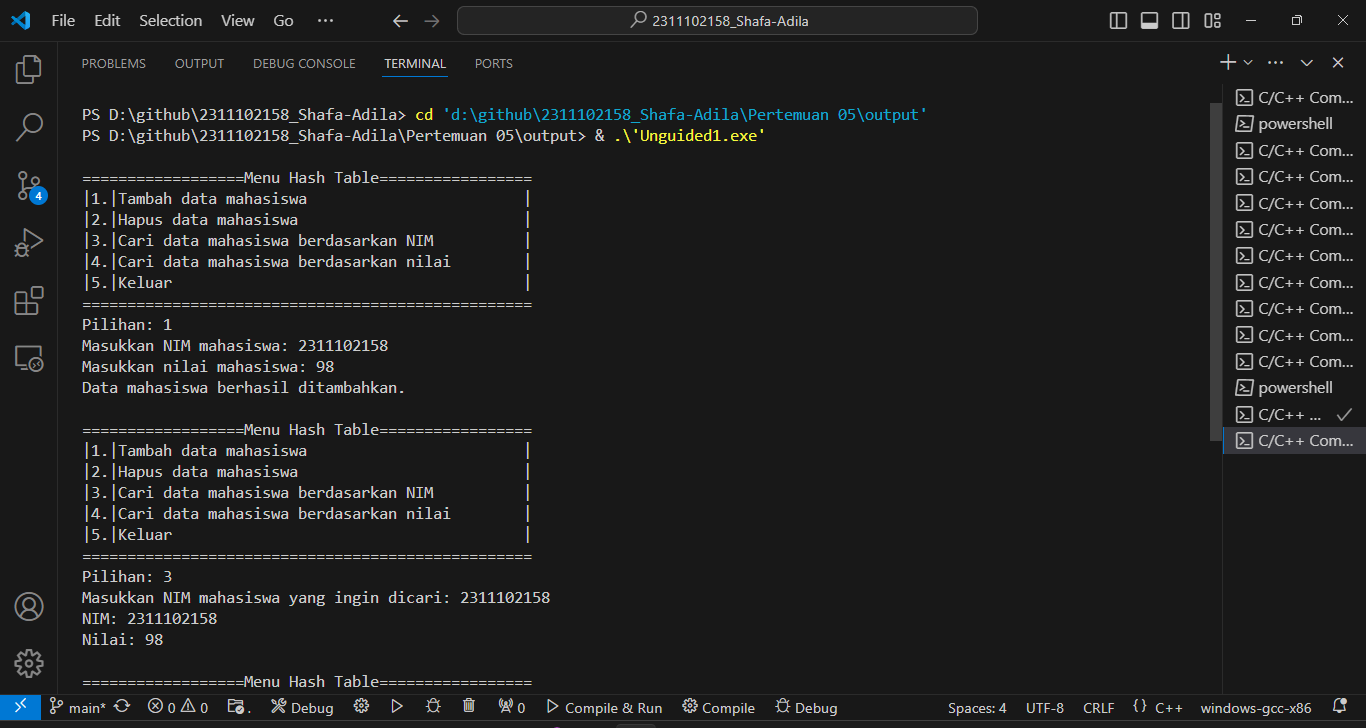 File Edit Selection View Go ··· 2311102158_Shafa-Adila
PROBLEMS OUTPUT DEBUG CONSOLE TERMINAL PORTS
PS D:\github\2311102158_Shafa-Adila> cd 'd:\github\2311102158_Shafa-Adila\Pertemuan 05\output'
PS D:\github\2311102158_Shafa-Adila\Pertemuan 05\output> & .\'Unguided1.exe'
==================Menu Hash Table=================
|1.|Tambah data mahasiswa                        |
|2.|Hapus data mahasiswa                         |
|3.|Cari data mahasiswa berdasarkan NIM          |
|4.|Cari data mahasiswa berdasarkan nilai        |
|5.|Keluar                                       |
==================================================
Pilihan: 1
Masukkan NIM mahasiswa: 2311102158
Masukkan nilai mahasiswa: 98
Data mahasiswa berhasil ditambahkan.
==================Menu Hash Table=================
|1.|Tambah data mahasiswa                        |
|2.|Hapus data mahasiswa                         |
|3.|Cari data mahasiswa berdasarkan NIM          |
|4.|Cari data mahasiswa berdasarkan nilai        |
|5.|Keluar                                       |
==================================================
Pilihan: 3
Masukkan NIM mahasiswa yang ingin dicari: 2311102158
NIM: 2311102158
Nilai: 98
==================Menu Hash Table=================
C/C++ Com...
powershell
C/C++ Com...
C/C++ Com...
C/C++ Com...
C/C++ Com...
C/C++ Com...
C/C++ Com...
C/C++ Com...
C/C++ Com...
C/C++ Com...
powershell
C/C++ ...
C/C++ Com...
4
main* 0 0 . Debug 0 Compile & Run Compile Debug Spaces: 4 UTF-8 CRLF {} C++ windows-gcc-x86